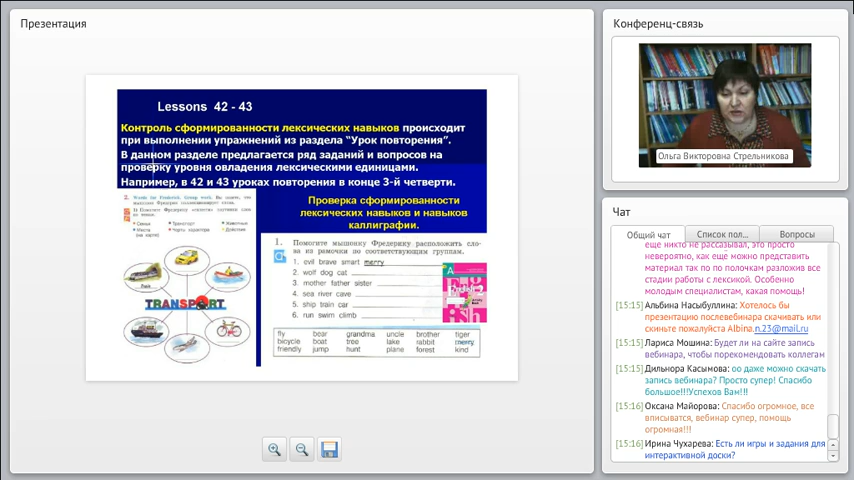 Презентация
Lessons 42 - 43
Контроль сформированности лексических навыков происходит
при выполнении упражнений из раздела "Урок повторения".
В данном разделе предлагается ряд заданий и вопросов на
проверку уровня овладения лексическими единицами.
Например, в 42 и 43 уроках повторения в конце 3-й четверти.
TRANSPORT
Проверка сформированности
лексических навыков и навыков
каллиграфии.
1. Помогите мышонку Фредерику расположить сло-
ва из рамочки по соответствующим группам.
1. evil brave smart merry
2. wolf dog cat
3. mother father sister
4. sea river cave
5. ship train car
6. run swim climb
fly bear grandma uncle brother tiger
bicycle boat tree lake rabbit merry
friendly jump hunt plane forest kind
Конференц-связь
Ольга Викторовна Стрельникова
Чат
Общий чат
Список пол...
Вопросы
еще никто не рассказывал, это просто
невероятно, как еще можно представить
материал так по по полочкам разложив все
стадии работы с лексикой. Особенно
молодым специалистам, какая помощь!
[15:15] Альбина Насыбуллина: Хотелось бы
презентацию послевебинара скачивать или
скиньте пожалуйста Albina.n.23@mail.ru
[15:15] Лариса Мошина: Будет ли на сайте запись
вебинара, чтобы порекомендовать коллегам
[15:15] Дильнора Касымова: оо даже можно скачать
запись вебинара? Просто супер! Спасибо
большое!!!Успехов Вам!!!
[15:16] Оксана Майорова: Спасибо огромное, все
вписыватся, вебинар супер, помощь
огромная!!!
[15:16] Ирина Чухарева: Есть ли игры и задания для
интерактивной доски?